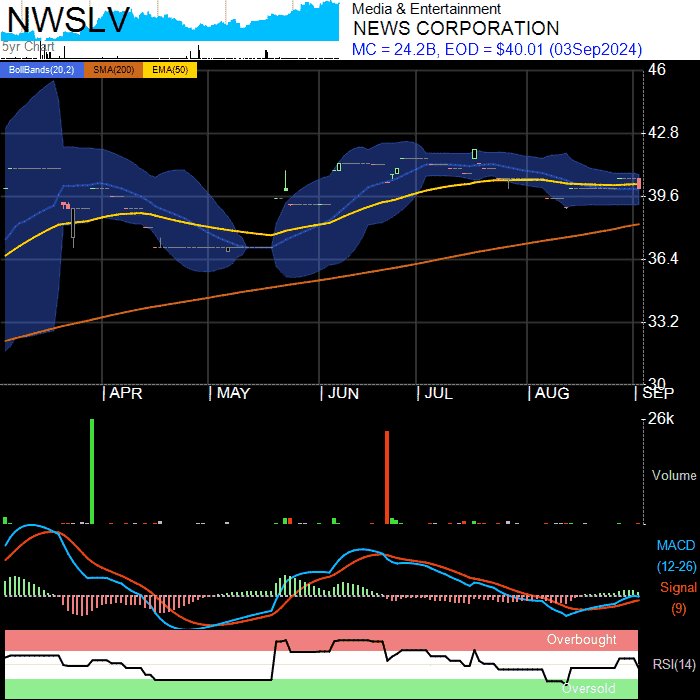 NWSLV
5yr Chart
Media & Entertainment
NEWS CORPORATION
MC = 24.2B, EOD = $40.01 (03Sep2024)
BollBands(20,2) SMA(200) EMA(50)
46
42.8
39.6
36.4
33.2
30
APR MAY JUN JUL AUG SEP
26k
Volume
MACD
(12-26)
Signal
(9)
Overbought
RSI(14)
Oversold